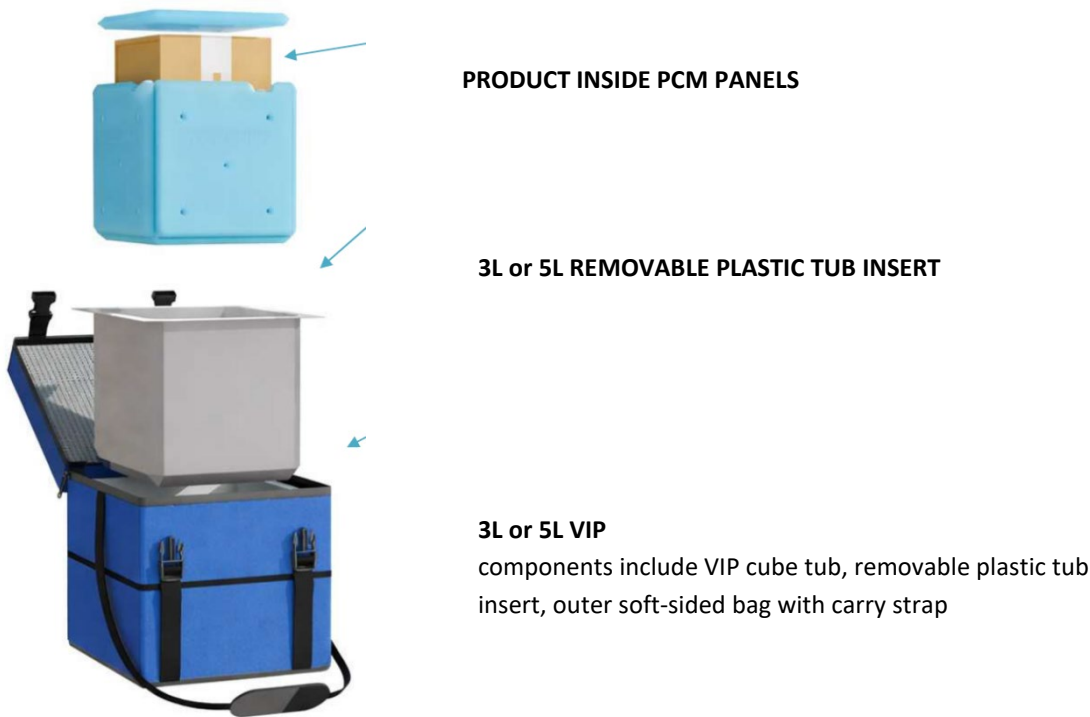 PRODUCT INSIDE PCM PANELS
3L or 5L REMOVABLE PLASTIC TUB INSERT
3L or 5L VIP
components include VIP cube tub, removable plastic tub
insert, outer soft-sided bag with carry strap